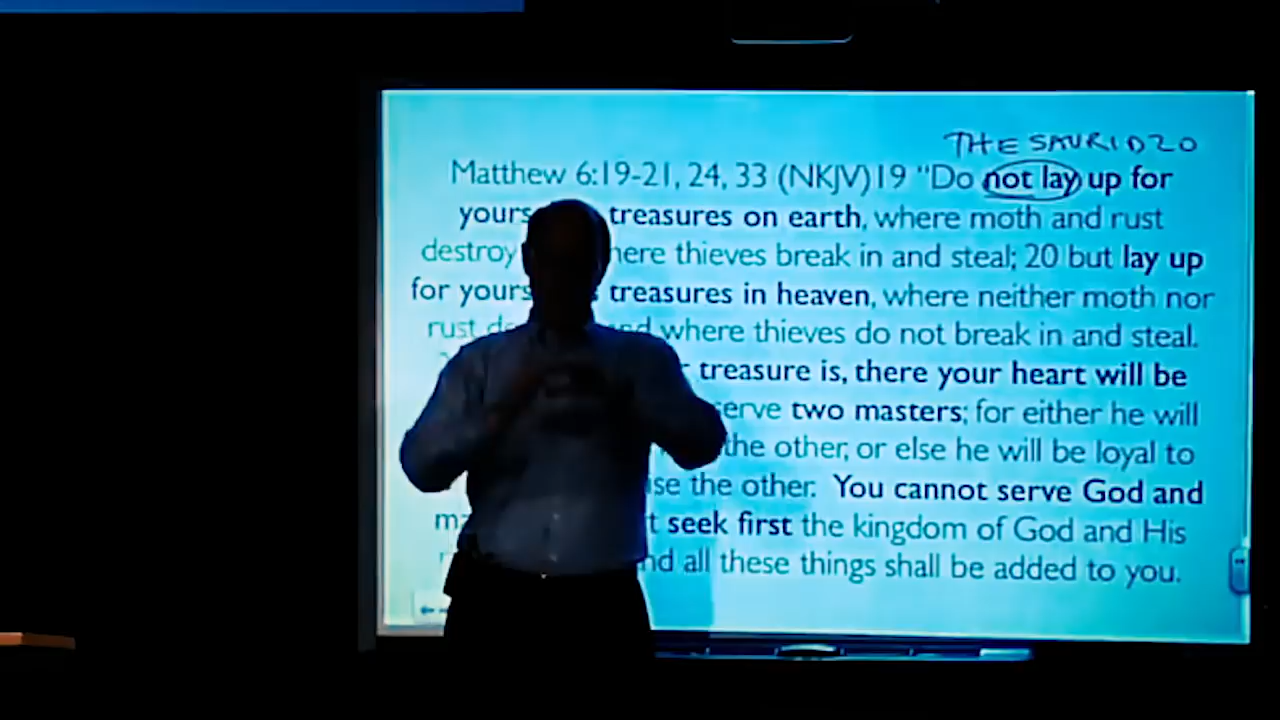 THESAURIDZO
Matthew 6:19-21, 24, 33 (NKJV)19 "Do not lay up for
yours treasures on earth, where moth and rust
destroy here thieves break in and steal; 20 but lay up
for yours treasures in heaven, where neither moth nor
rust where thieves do not break in and steal.
treasure is, there your heart will be
serve two masters; for either he will
the other, or else he will be loyal to
ise the other. You cannot serve God and
seek first the kingdom of God and His
nd all these things shall be added to you.